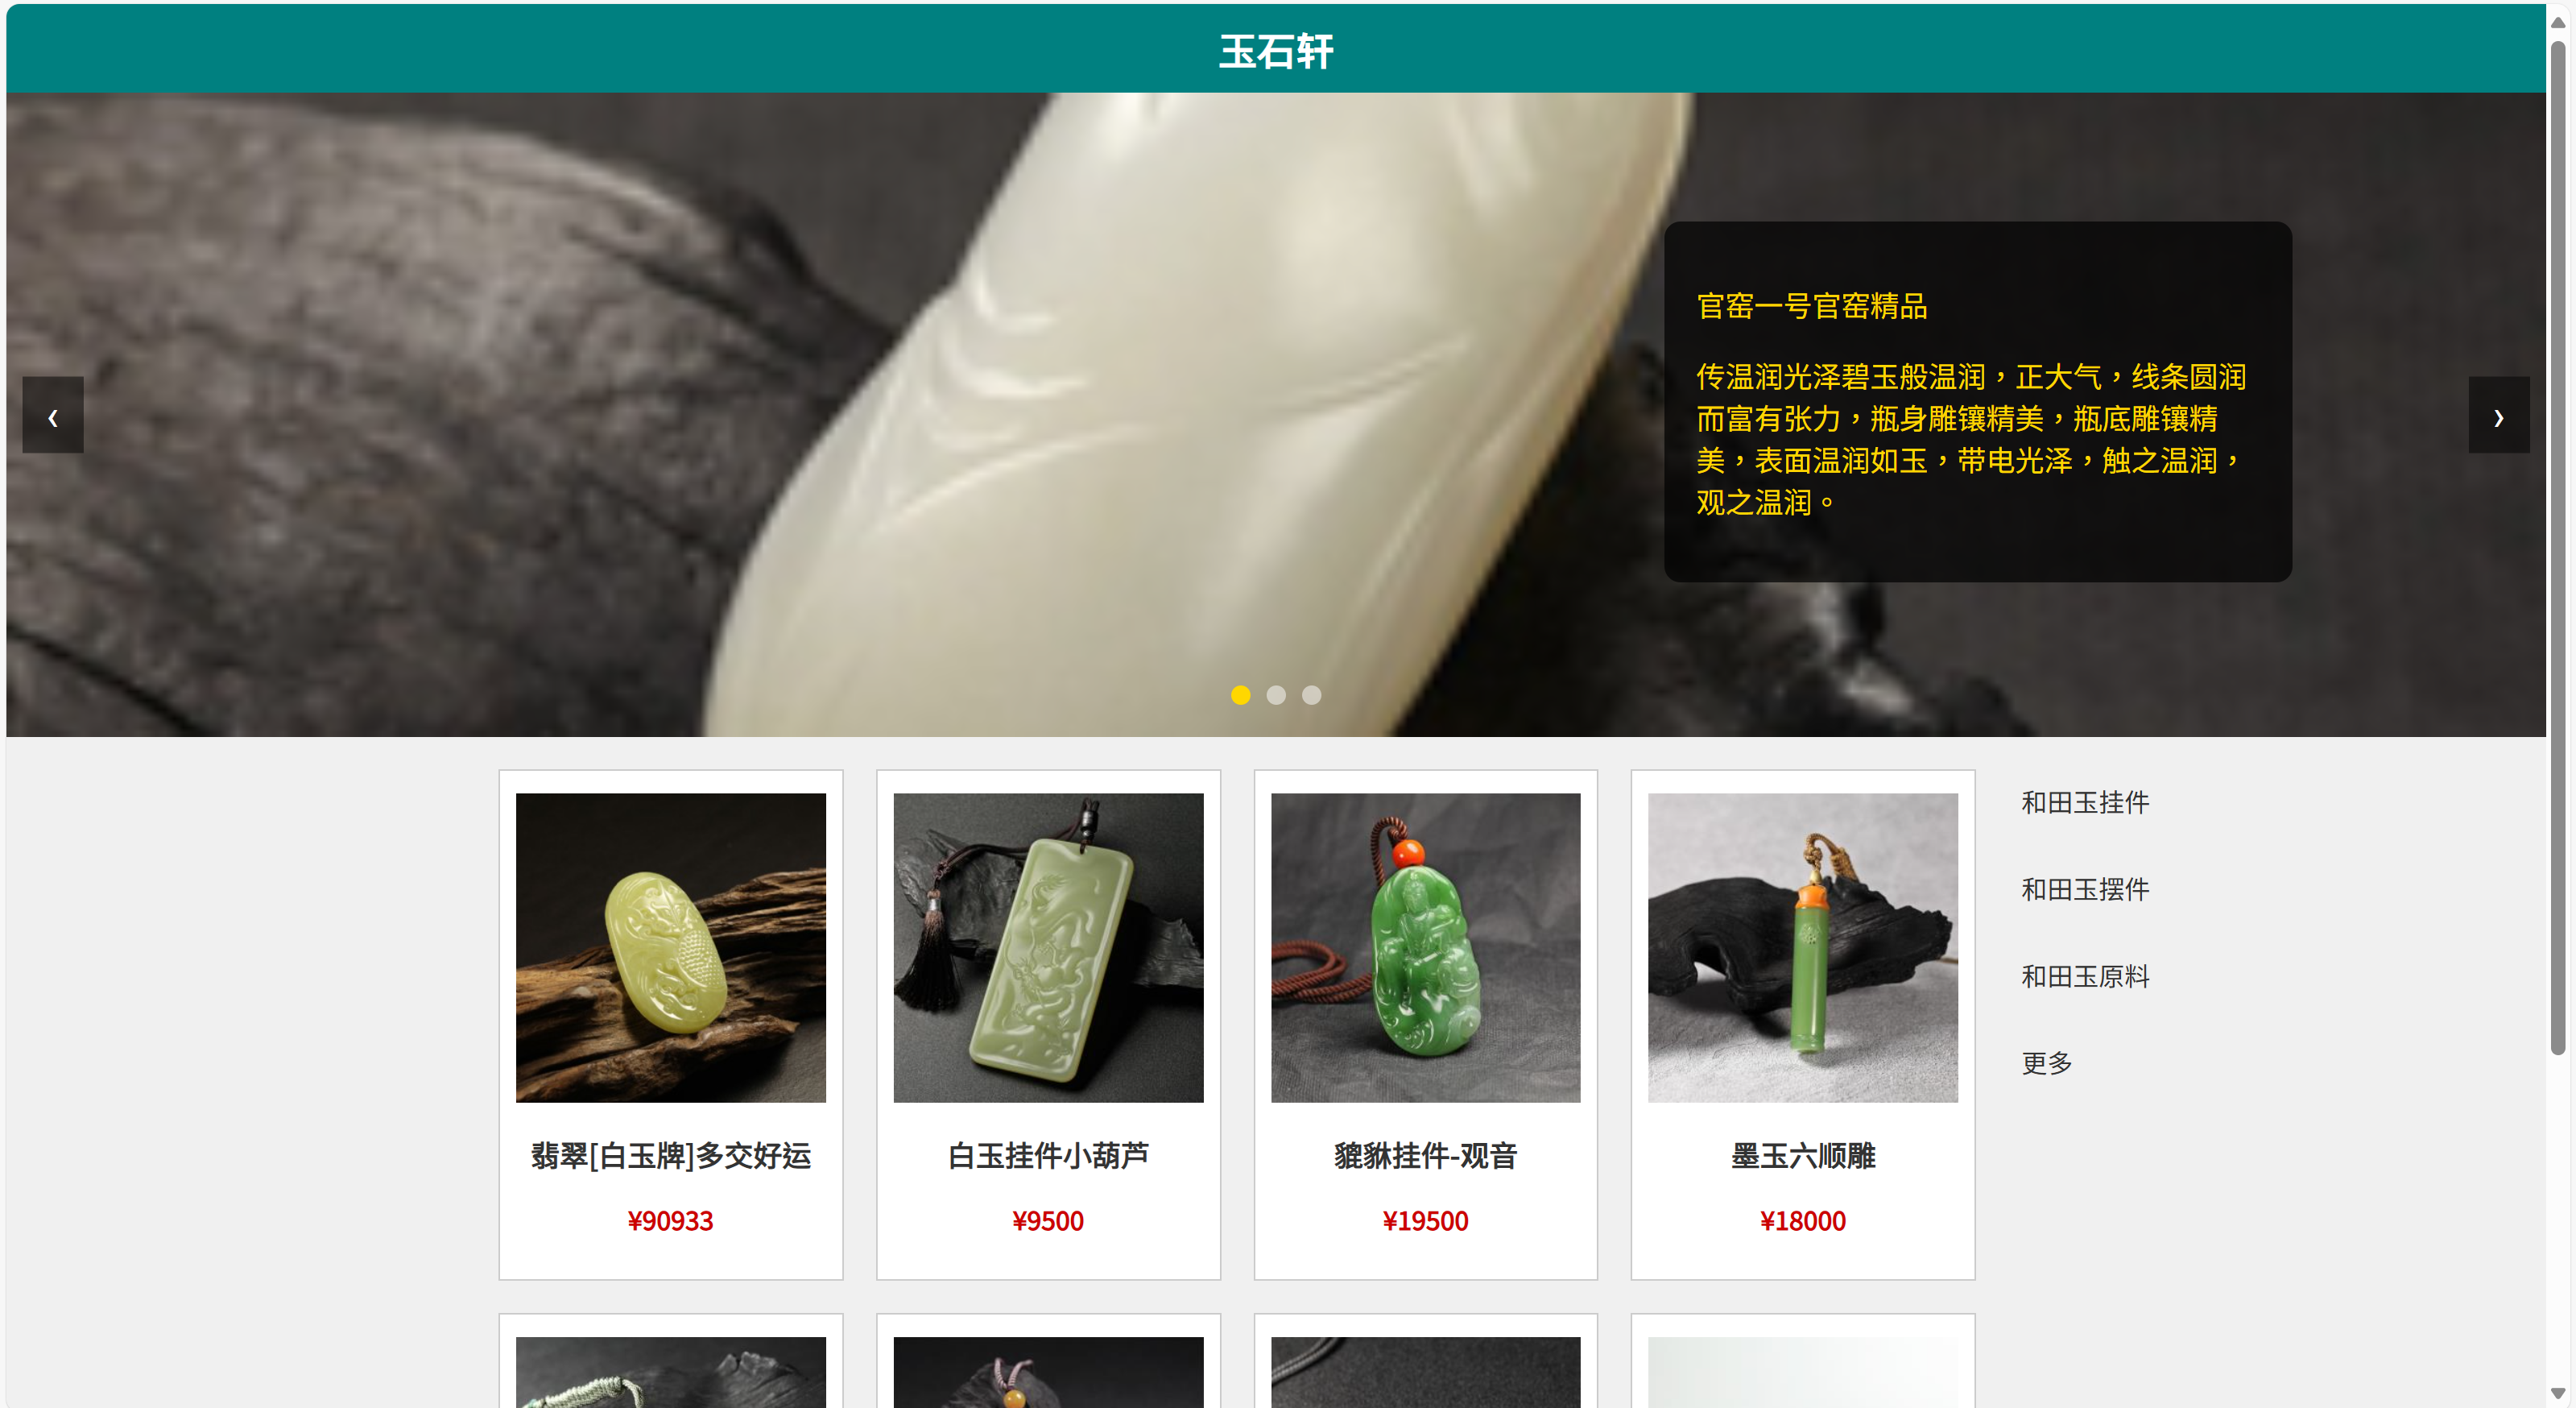 玉石轩
官窑一号官窑精品
传温润光泽碧玉般温润，正大气，线条圆润
而富有张力，瓶身雕镶精美，瓶底雕镶精
美，表面温润如玉，带电光泽，触之温润，
观之温润。
❮
❯
翡翠[白玉牌]多交好运
¥90933
白玉挂件小葫芦
¥9500
貔貅挂件-观音
¥19500
墨玉六顺雕
¥18000
和田玉挂件
和田玉摆件
和田玉原料
更多